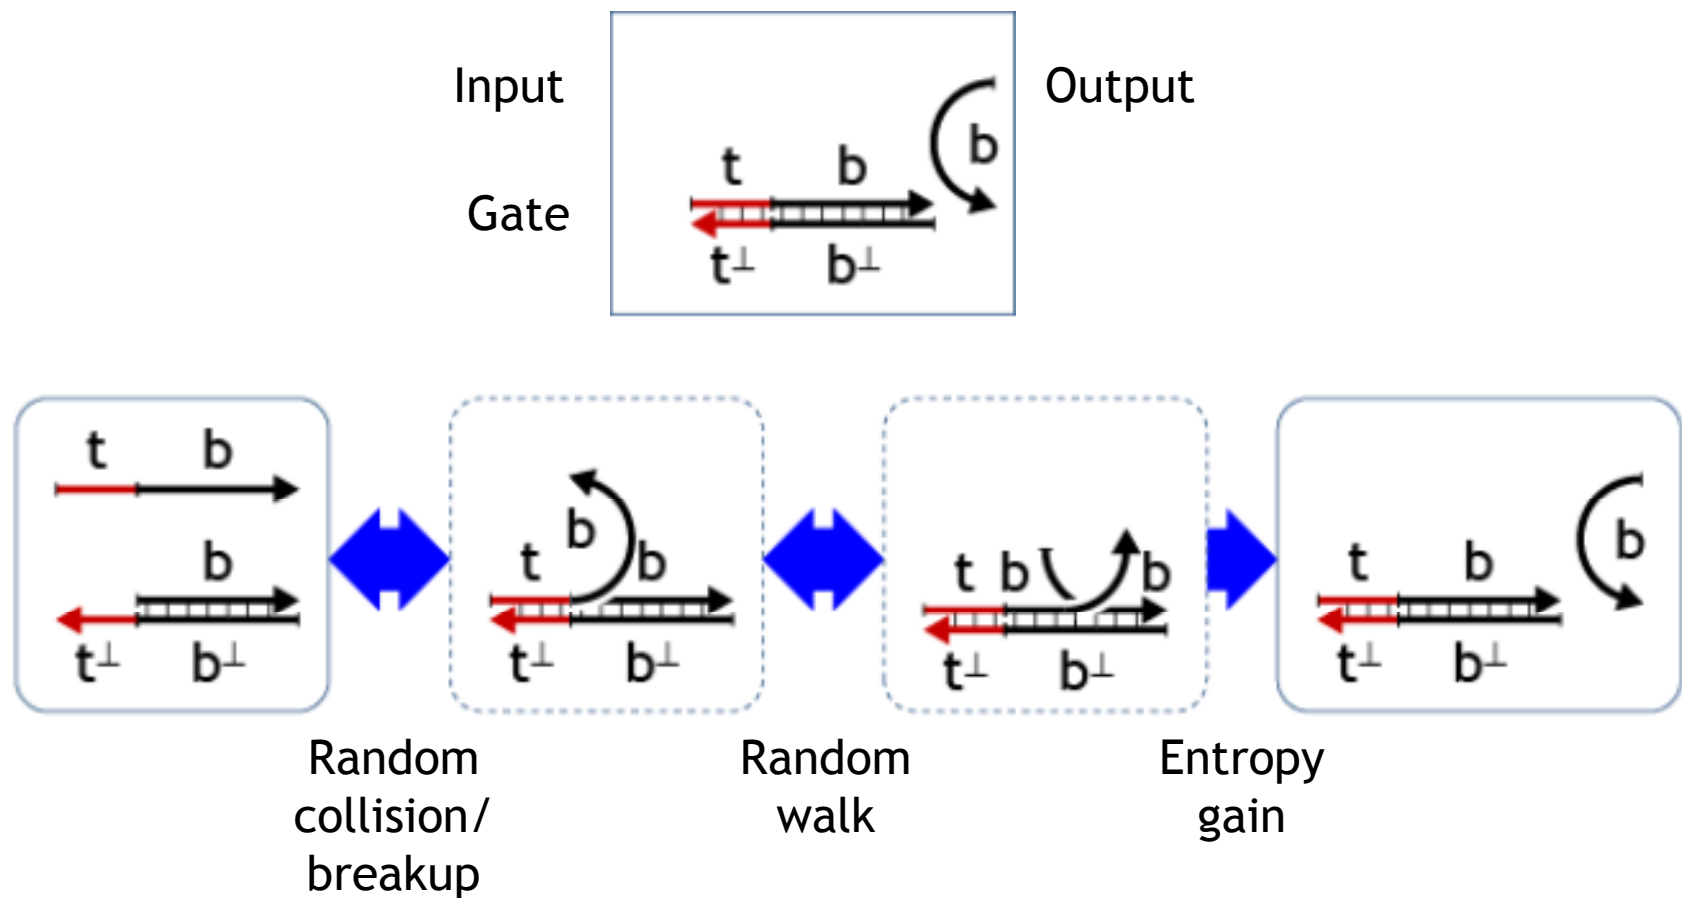 Input
Output
b
t b
Gate
t⊥ b⊥
t b
b
t⊥ b⊥
b
t b
t⊥ b⊥
t b b
t⊥ b⊥
b
t b
t⊥ b⊥
Random
collision/
breakup
Random
walk
Entropy
gain